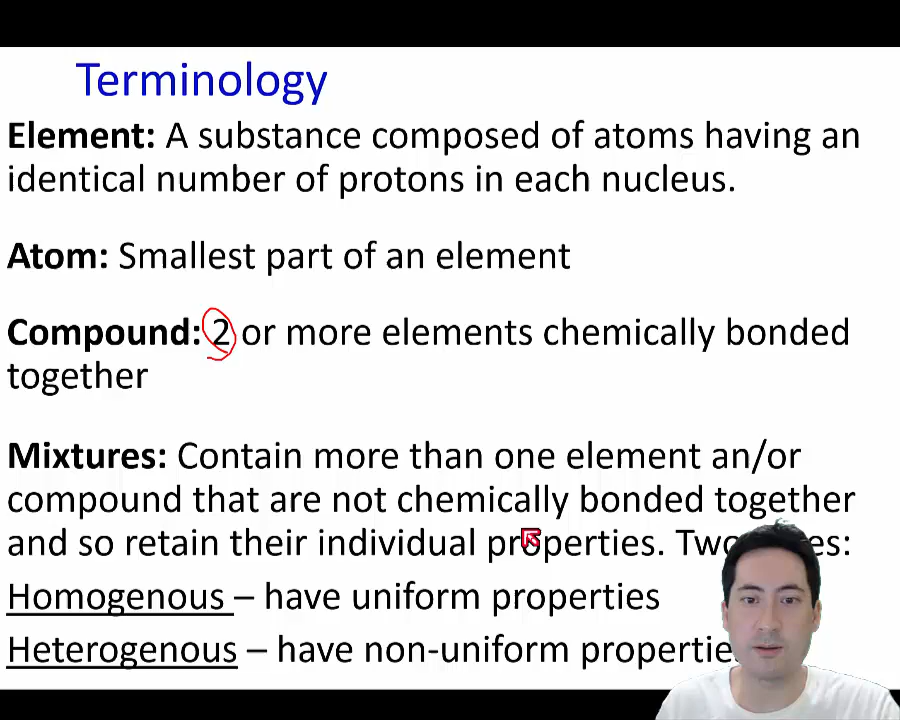 Terminology
Element: A substance composed of atoms having an
identical number of protons in each nucleus.
Atom: Smallest part of an element
Compound: 2 or more elements chemically bonded
together
Mixtures: Contain more than one element an/or
compound that are not chemically bonded together
and so retain their individual properties. Two
Homogenous – have uniform properties
Heterogenous – have non-uniform